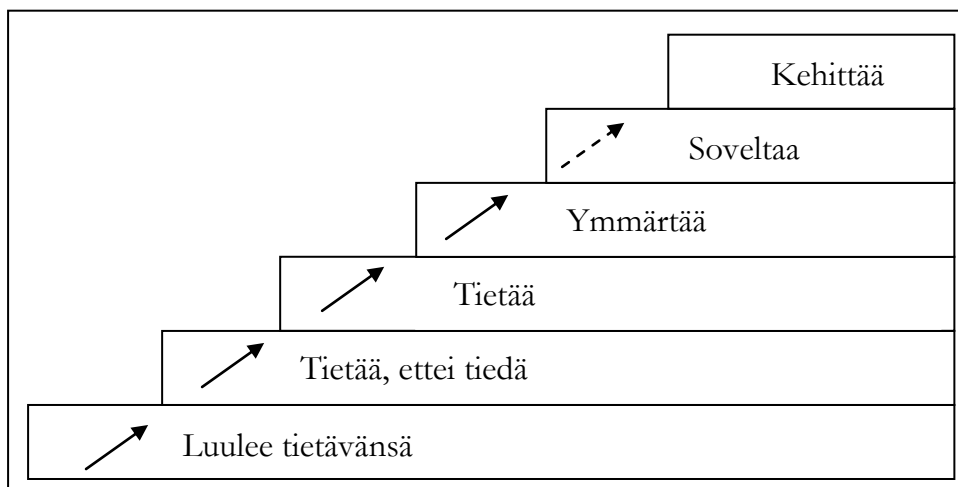 Kehittää
Soveltaa
Ymmärtää
Tietää
Tietää, ettei tiedä
Luulee tietävänsä